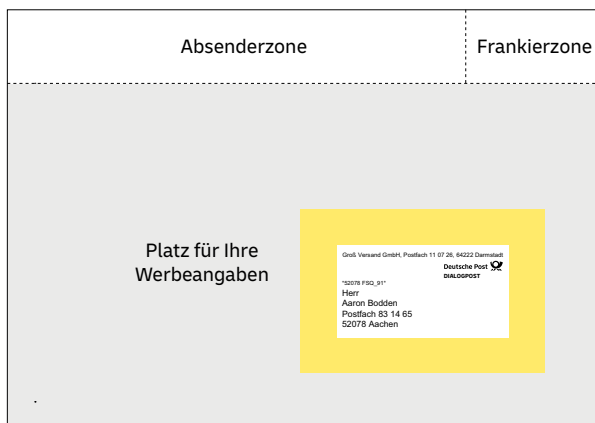 Absenderzone
Frankierzone
Platz für Ihre
Werbeangaben
Groß Versand GmbH, Postfach 11 07 26, 64222 Darmstadt
Deutsche Post
DIALOGPOST
*52078 FSQ_91*
Herr
Aaron Bodden
Postfach 83 14 65
52078 Aachen